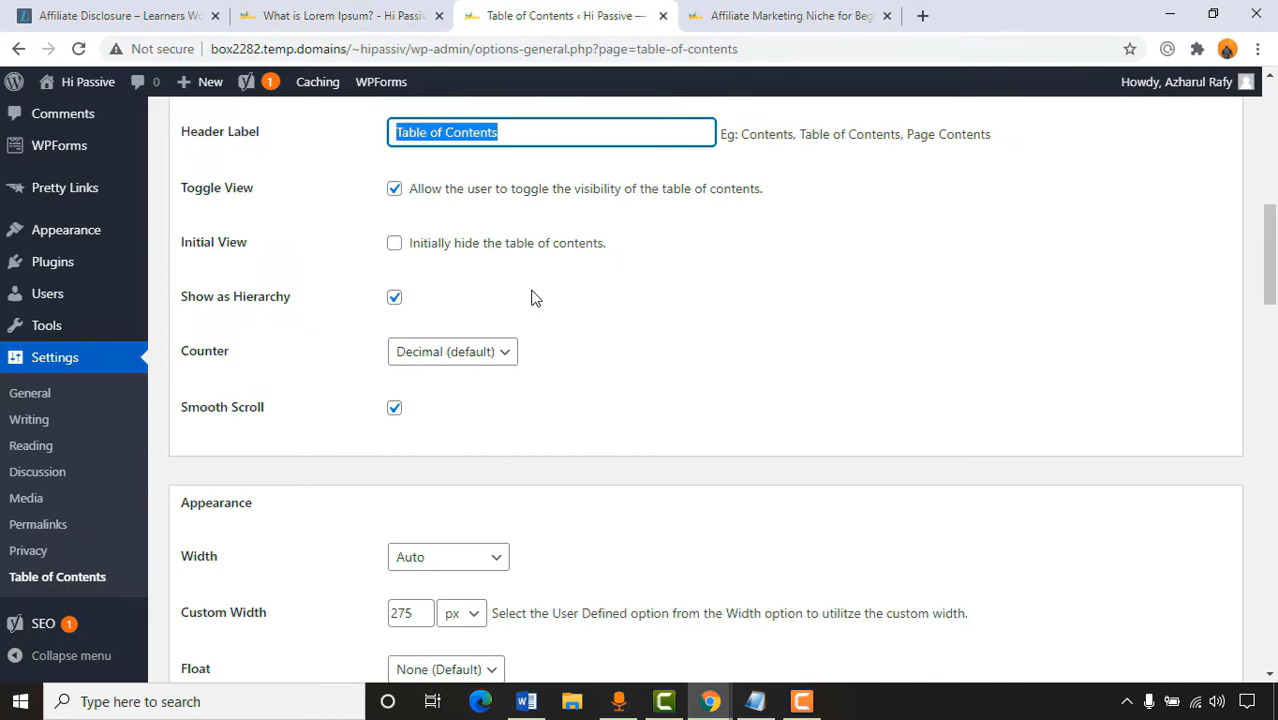 Affiliate Disclosure – Learners Wo
What is Lorem Ipsum? - Hi Passiv
Table of Contents ‹ Hi Passive —
Affiliate Marketing Niche for Beg
Not secure
box2282.temp.domains/~hipassiv/wp-admin/options-general.php?page=table-of-contents
Hi Passive
0
New
1
Caching
WPForms
Howdy, Azharul Rafy
Comments
WPForms
Pretty Links
Appearance
Plugins
Users
Tools
Settings
General
Writing
Reading
Discussion
Media
Permalinks
Privacy
Table of Contents
SEO 1
Collapse menu
Header Label
Table of Contents
Eg: Contents, Table of Contents, Page Contents
Toggle View
Allow the user to toggle the visibility of the table of contents.
Initial View
Initially hide the table of contents.
Show as Hierarchy
Counter
Decimal (default)
Smooth Scroll
Appearance
Width
Auto
Custom Width
275
px
Select the User Defined option from the Width option to utilitze the custom width.
Float
None (Default)
Type here to search